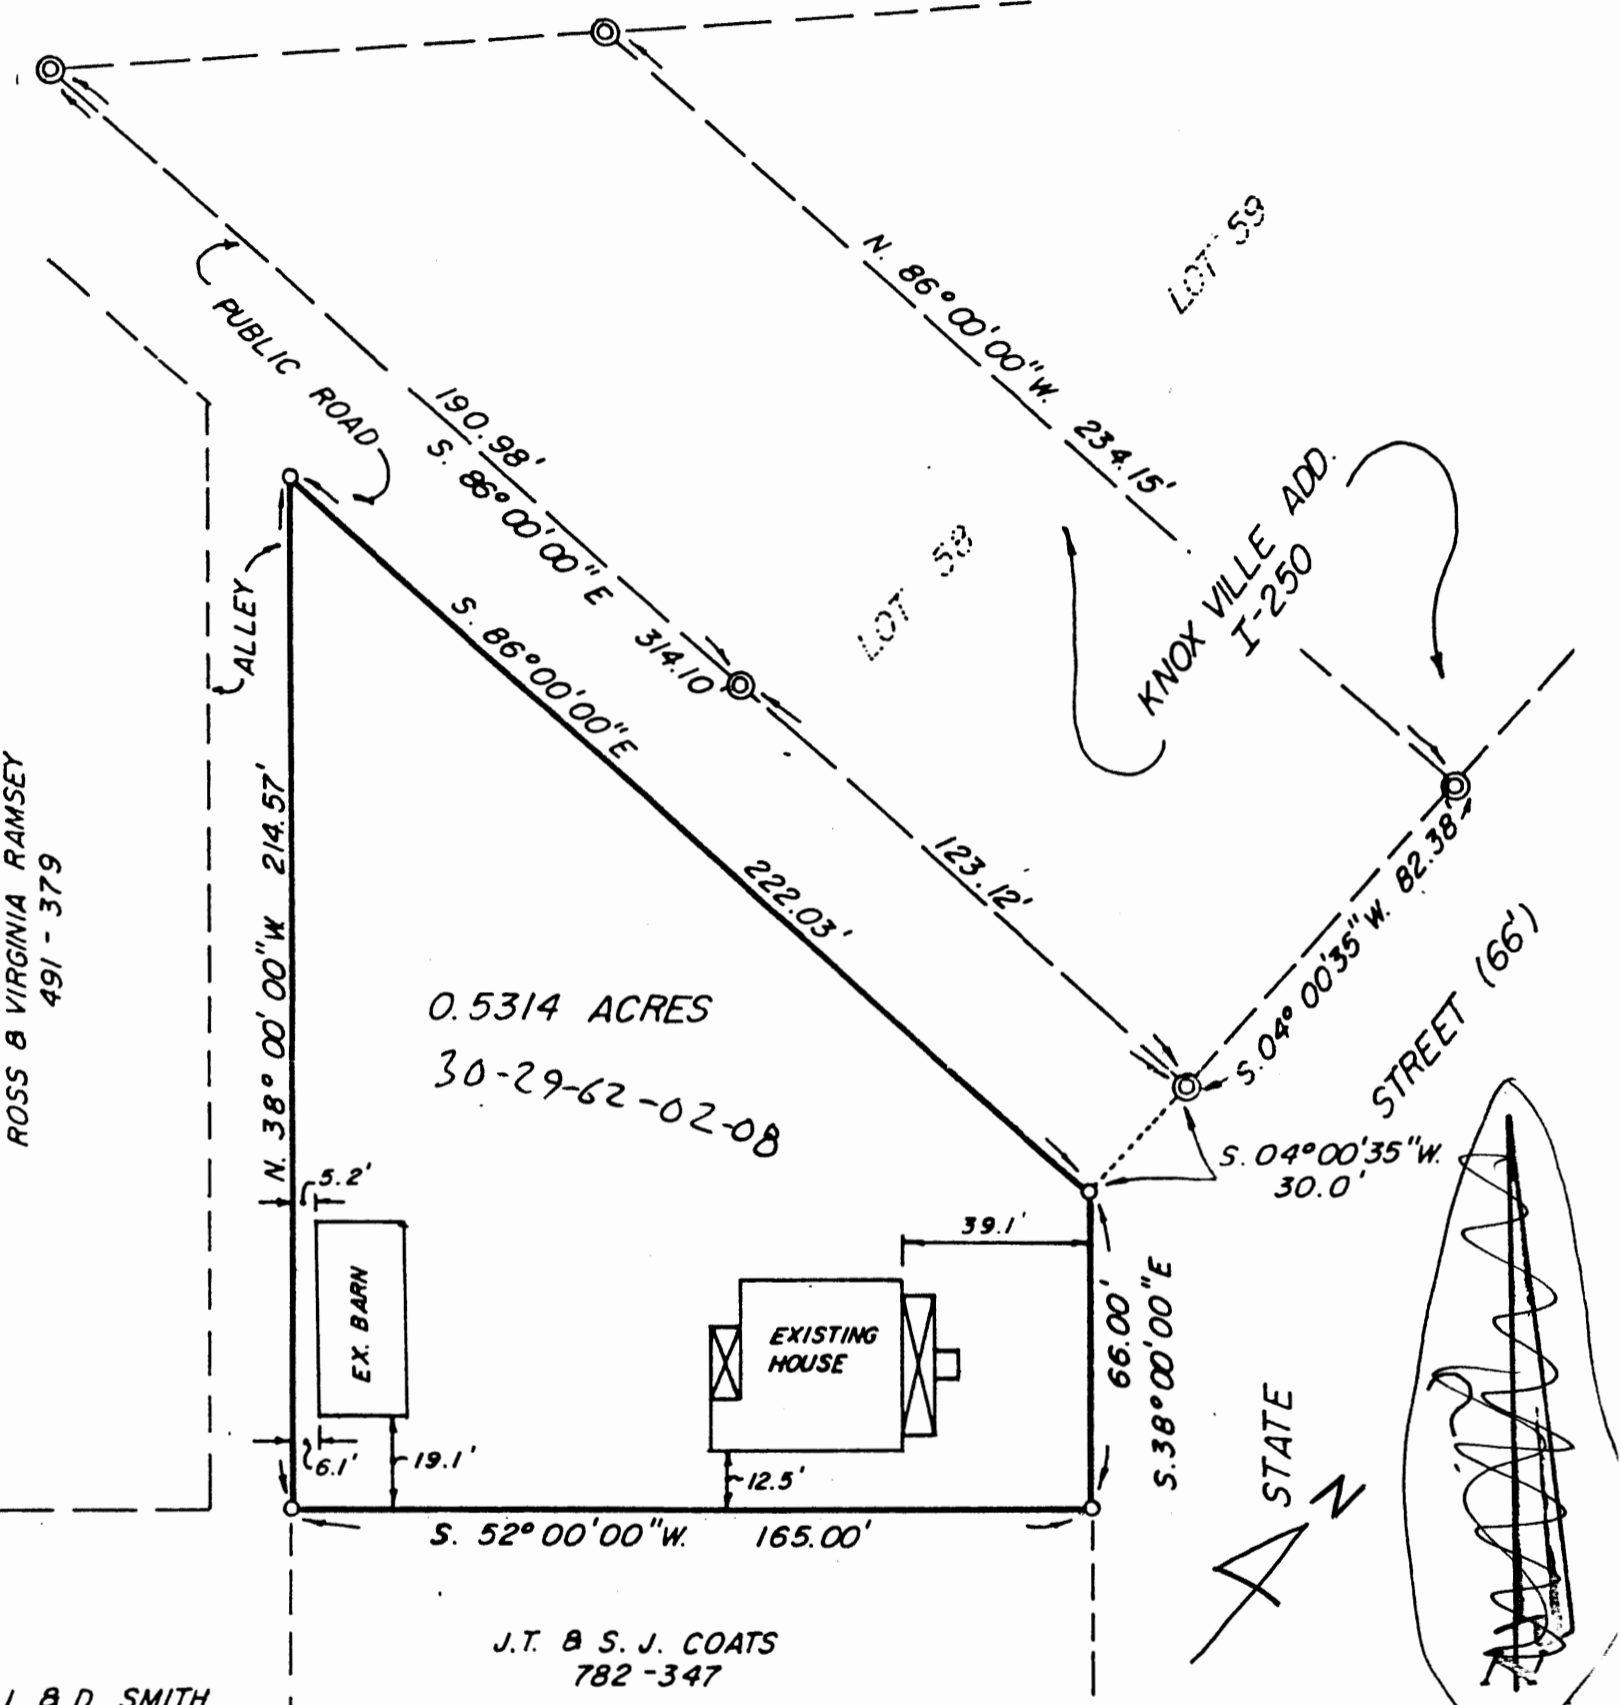 LOT 59
N. 86°00'00"W. 234.15'
PUBLIC ROAD
190.98'
S. 86°00'00"E
314.10'
LOT 58
KNOX VILLE ADD.
I-250
ALLEY
S. 86°00'00"E
222.03'
123.12'
S. 04°00'35"W. 82.38'
STREET (66')
ROSS & VIRGINIA RAMSEY
491-379
N. 38°00'00"W 214.57'
0.5314 ACRES
30-29-62-02-08
S. 04°00'35"W.
30.0'
5.2'
39.1'
EX. BARN
EXISTING
HOUSE
66.00'
S. 38°00'00"E
6.1'
19.1'
12.5'
STATE
N
S. 52°00'00"W. 165.00'
J.T. & S.J. COATS
782-347
& D. SMITH